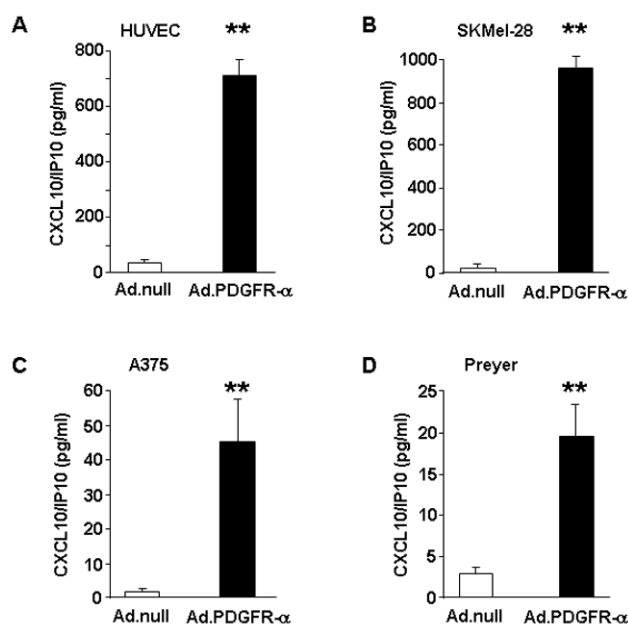 A
HUVEC
**
CXCL10/IP10 (pg/ml)
800
600
400
200
0
Ad.null Ad.PDGFR-α
B
SKMel-28
**
CXCL10/IP10 (pg/ml)
1000
800
600
400
200
0
Ad.null Ad.PDGFR-α
C
A375
**
CXCL10/IP10 (pg/ml)
60
50
40
30
20
10
0
Ad.null Ad.PDGFR-α
D
Preyer
**
CXCL10/IP10 (pg/ml)
25
20
15
10
5
0
Ad.null Ad.PDGFR-α